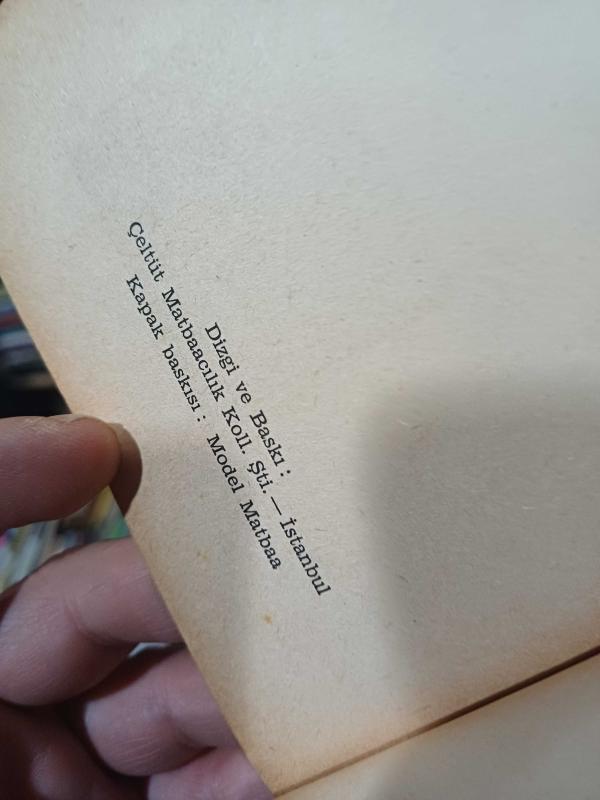 Dizgi ve Baskı :
Çeltüt Matbaacılık Koll. Şti. — İstanbul
Kapak baskısı : Model Matbaa